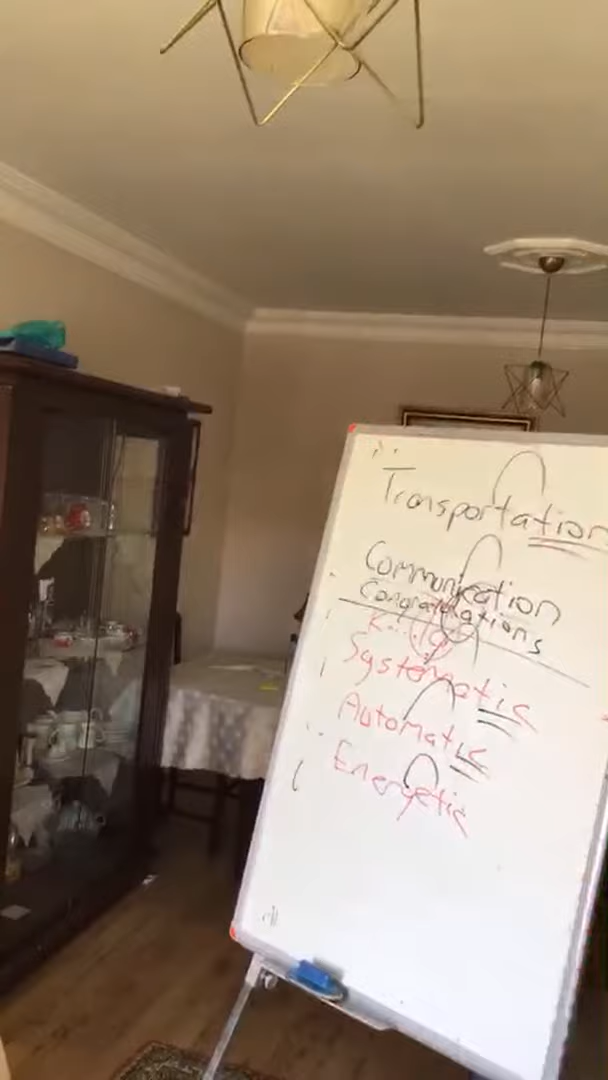 Transportation
Communication
Congratulations
Systematic
Automatic
Energetic